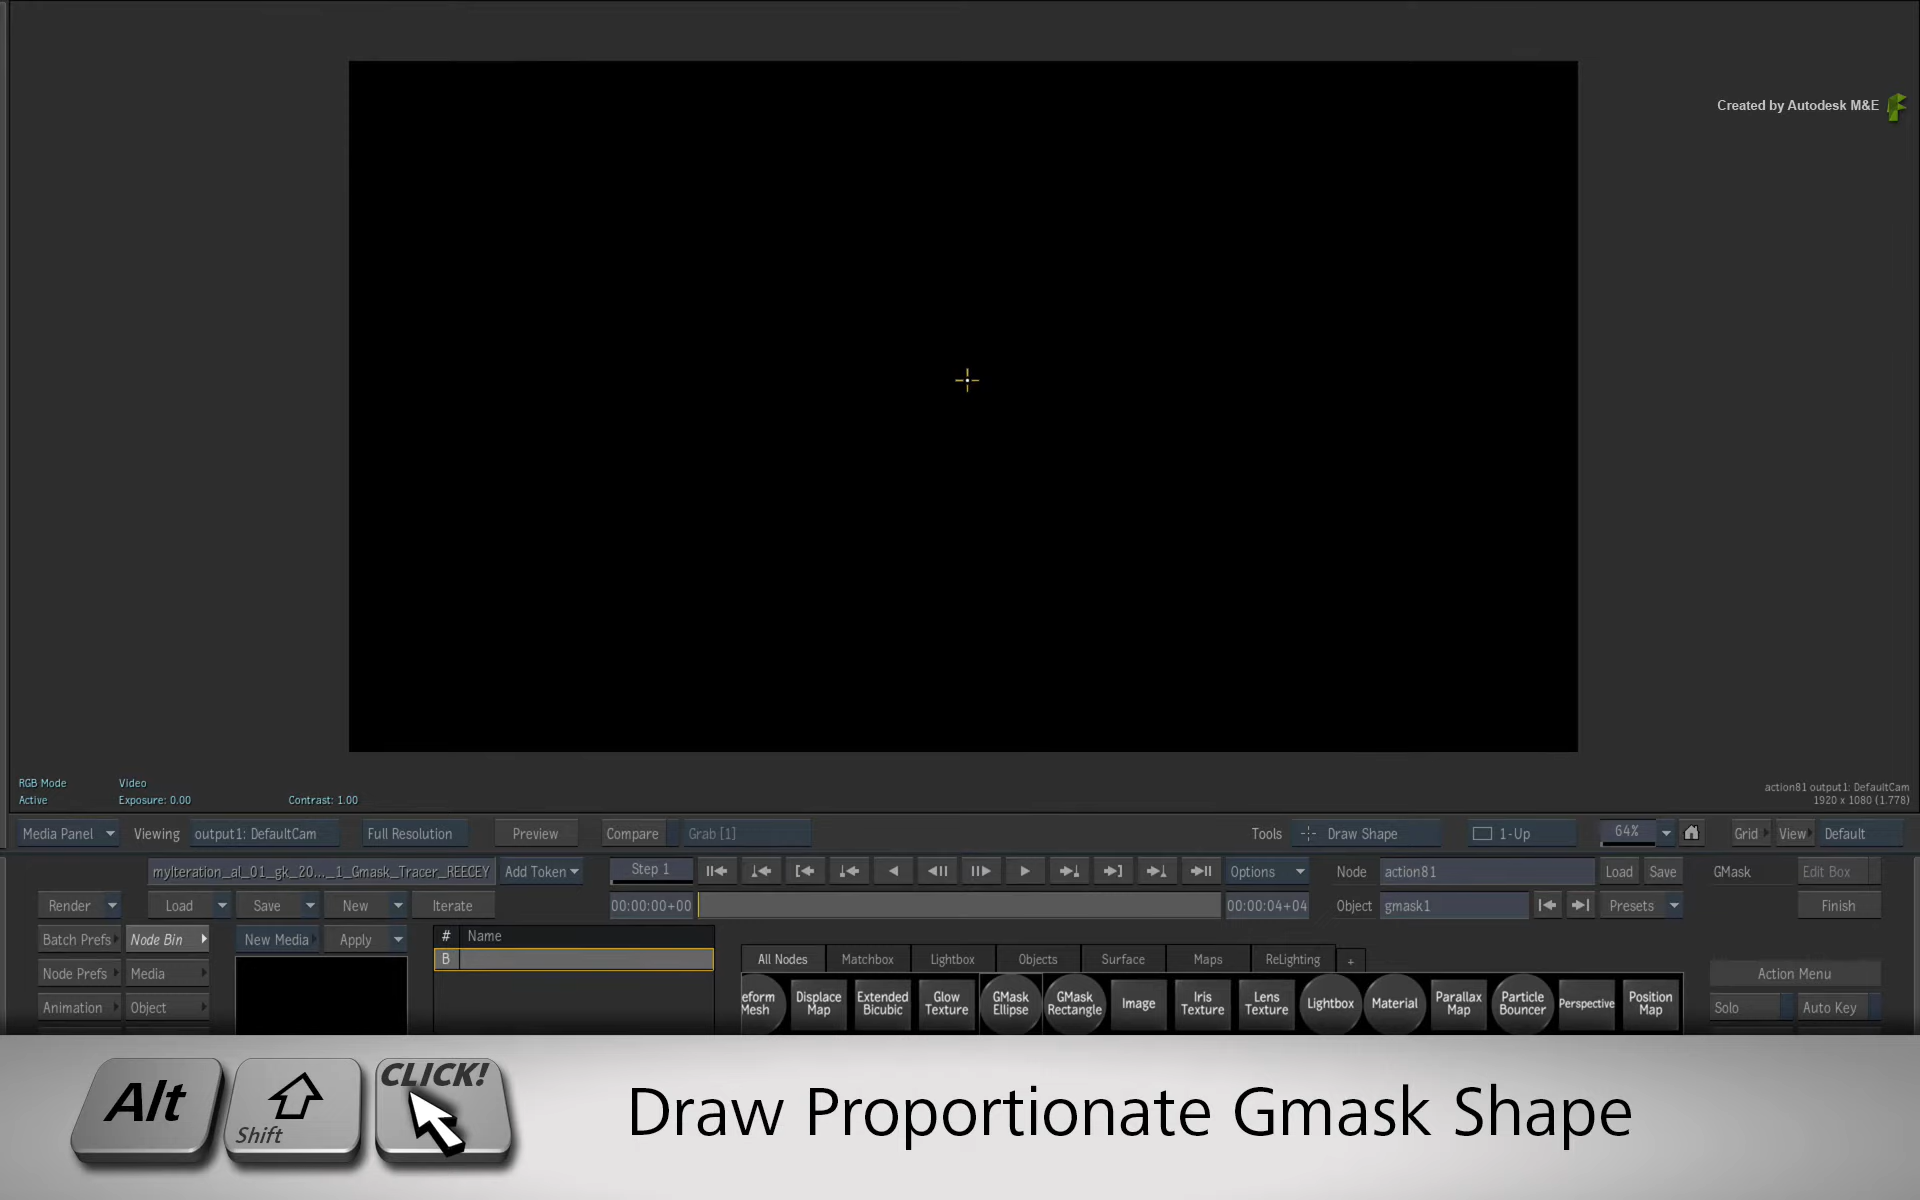 Created by Autodesk M&E
RGB Mode Video
Active Exposure: 0.00 Contrast: 1.00
action81 output1: DefaultCam
1920 x 1080 (1.778)
Media Panel Viewing output1: DefaultCam Full Resolution Preview Compare Grab [1] Tools Draw Shape 1-Up 64% Grid View Default
myIteration_al_01_gk_20..._1_Gmask_Tracer_REECEY Add Token Step 1 Options Node action81 Load Save GMask Edit Box
Render Load Save New Iterate 00:00:00+00 00:00:04+04 Object gmask1 Presets Finish
Batch Prefs Node Bin New Media Apply # Name
B All Nodes Matchbox Lightbox Objects Surface Maps ReLighting +
Node Prefs Media Action Menu
Animation Object eform Mesh Displace Map Extended Bicubic Glow Texture GMask Ellipse GMask Rectangle Image Iris Texture Lens Texture Lightbox Material Parallax Map Particle Bouncer Perspective Position Map Solo Auto Key
Alt Shift CLICK! Draw Proportionate Gmask Shape